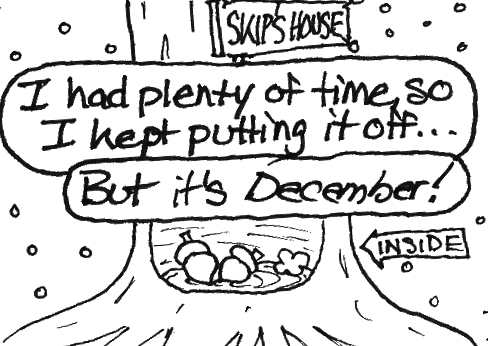 SKIP'S HOUSE
I had plenty of time, so
I kept putting it off...
But it's December!
INSIDE